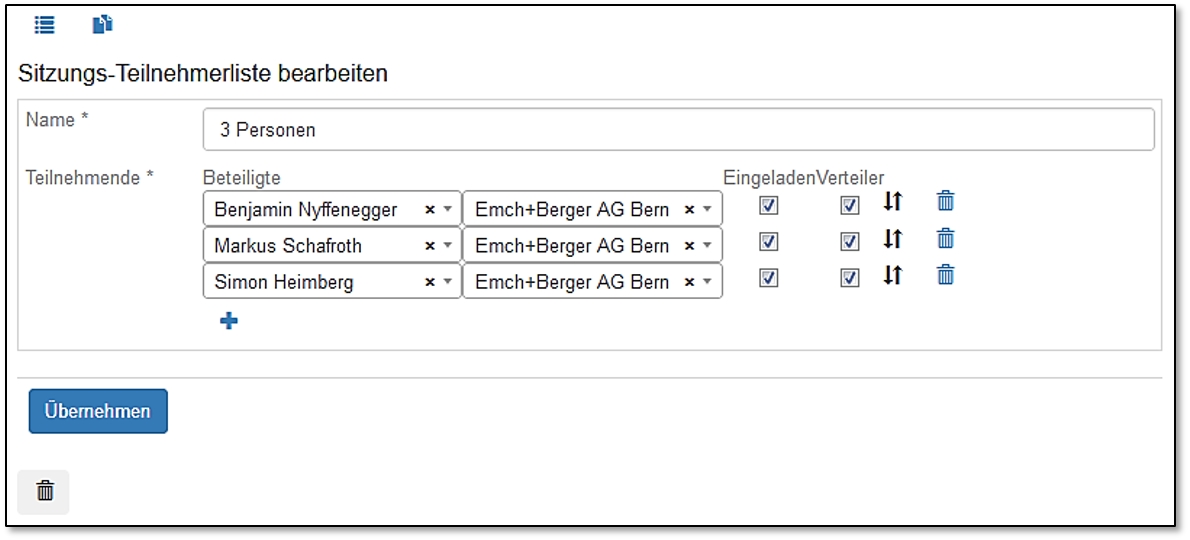 Sitzungs-Teilnehmerliste bearbeiten
Name * 3 Personen
Teilnehmende * Beteiligte EingeladenVerteiler
Benjamin Nyffenegger Emch+Berger AG Bern
Markus Schafroth Emch+Berger AG Bern
Simon Heimberg Emch+Berger AG Bern
Übernehmen